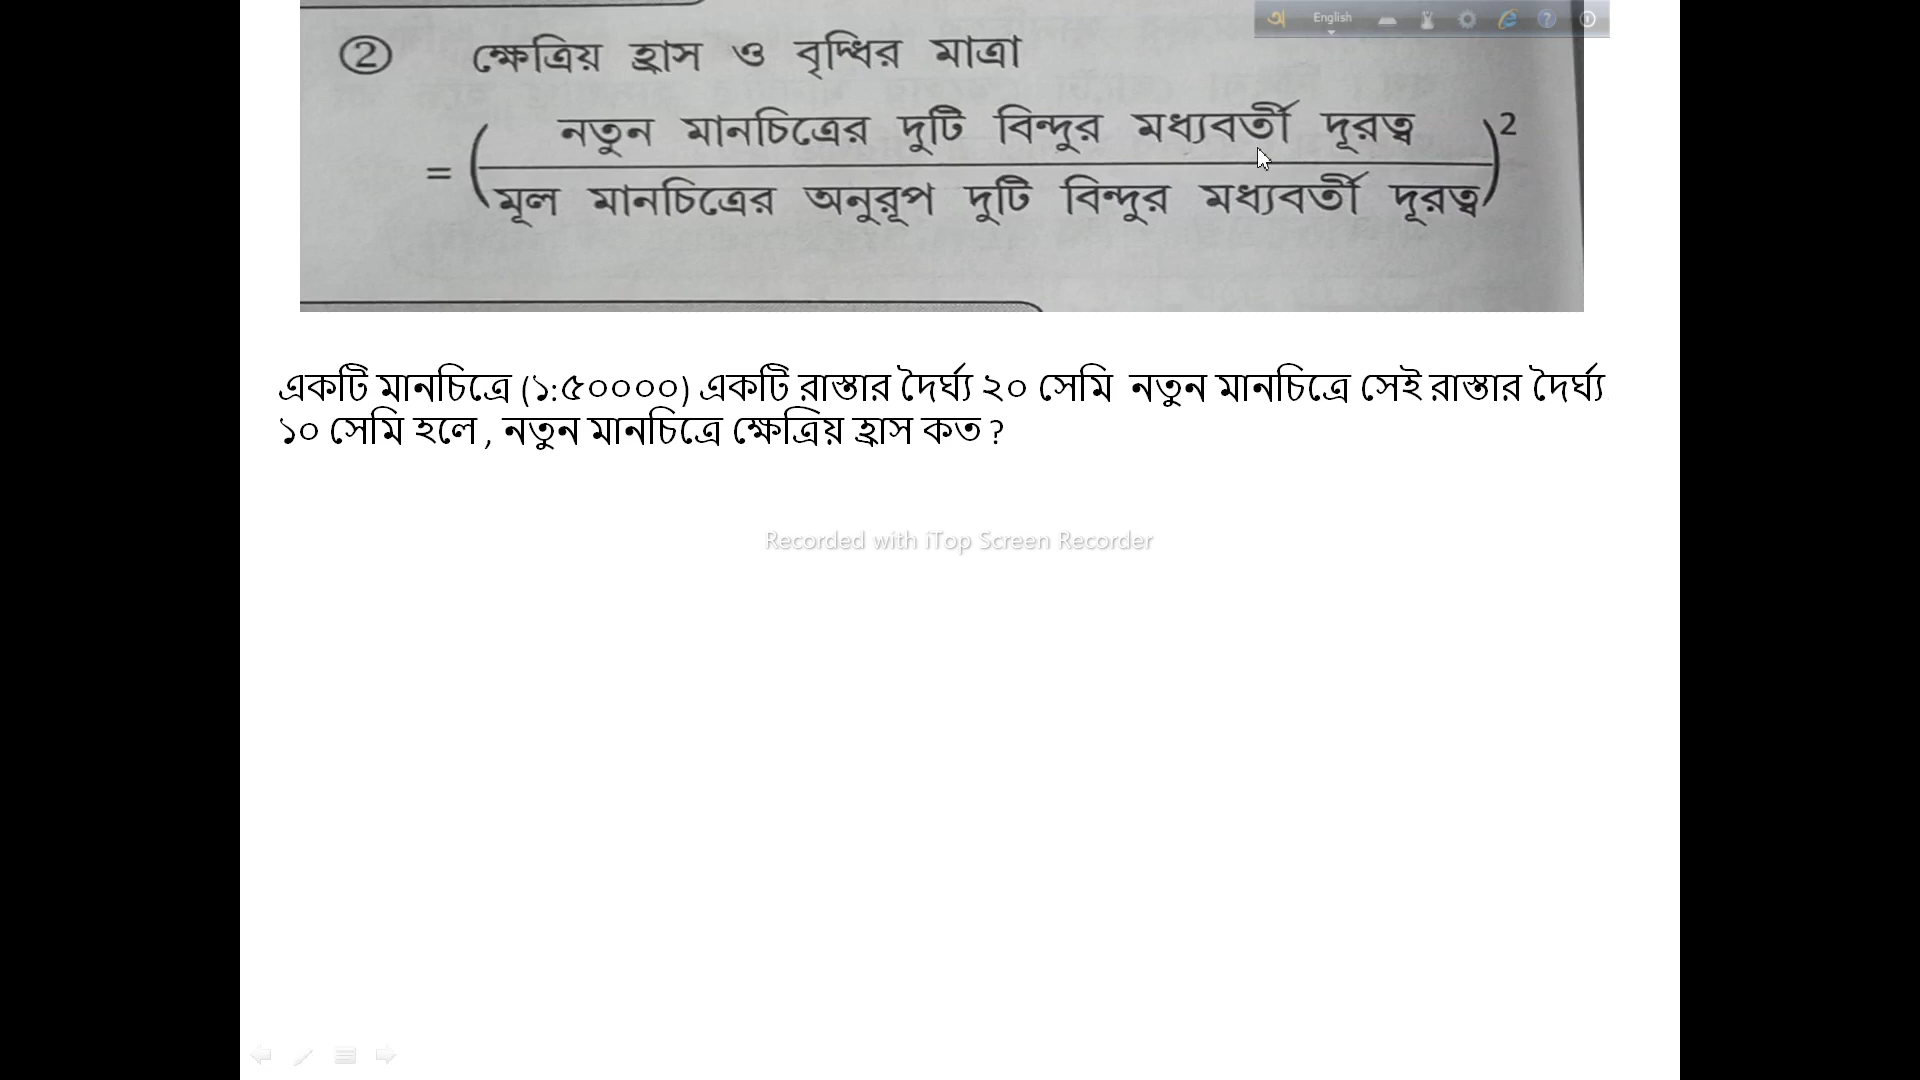 English
② ক্ষেত্রিয় হ্রাস ও বৃদ্ধির মাত্রা
= (নতুন মানচিত্রের দুটি বিন্দুর মধ্যবর্তী দূরত্ব
মূল মানচিত্রের অনুরূপ দুটি বিন্দুর মধ্যবর্তী দূরত্ব)²
একটি মানচিত্রে (১:৫০০০০) একটি রাস্তার দৈর্ঘ্য ২০ সেমি নতুন মানচিত্রে সেই রাস্তার দৈর্ঘ্য
১০ সেমি হলে , নতুন মানচিত্রে ক্ষেত্রিয় হ্রাস কত ?
Recorded with iTop Screen Recorder